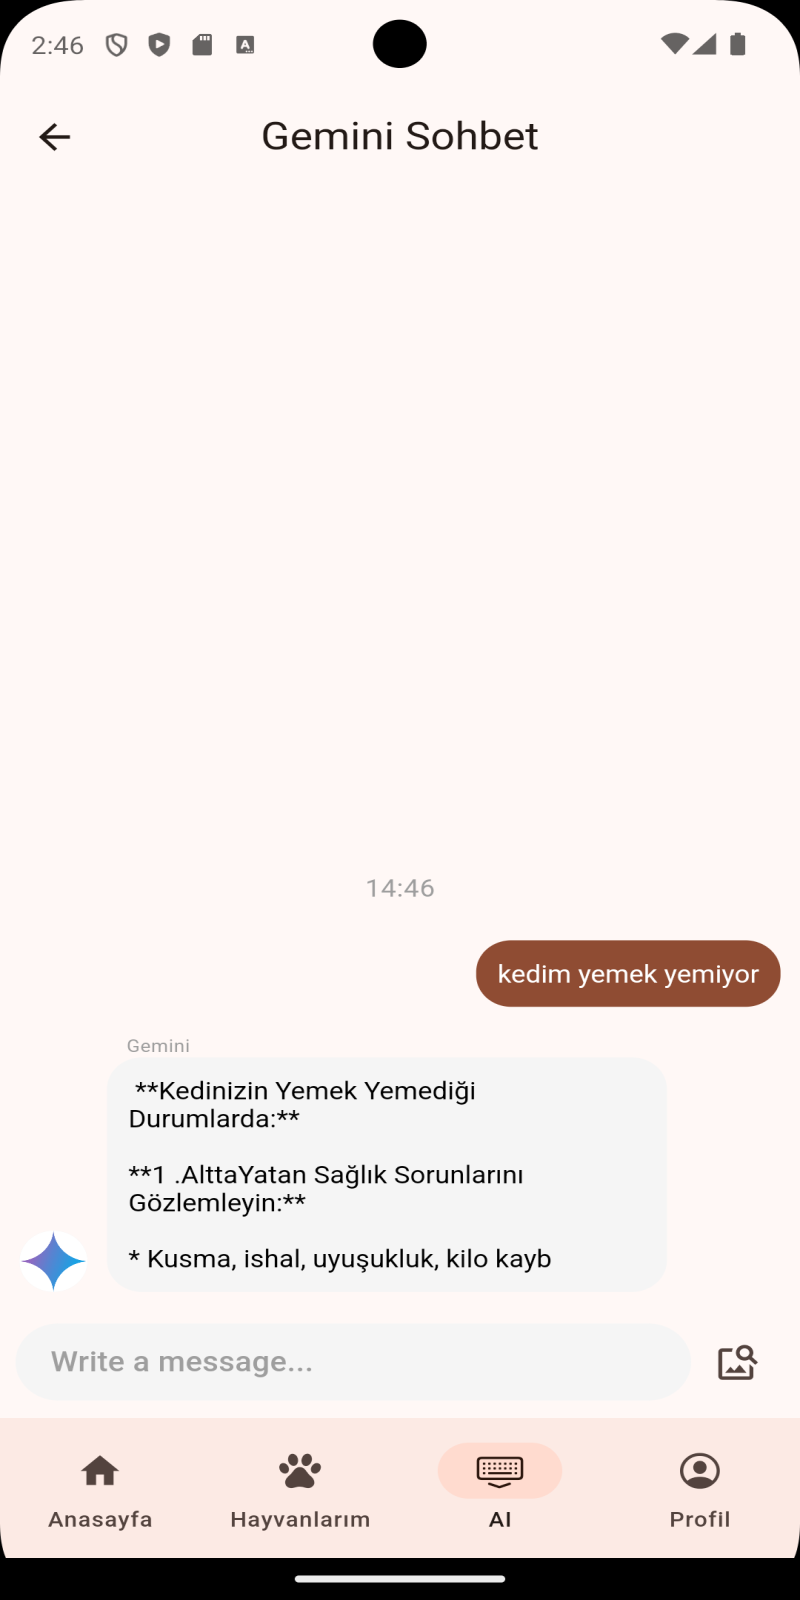 2:46
Gemini Sohbet
14:46
kedim yemek yemiyor
Gemini
**Kedinizin Yemek Yemediği
Durumlarda:**
**1 .AlttaYatan Sağlık Sorunlarını
Gözlemleyin:**
* Kusma, ishal, uyuşukluk, kilo kayb
Write a message...
Anasayfa Hayvanlarım AI Profil